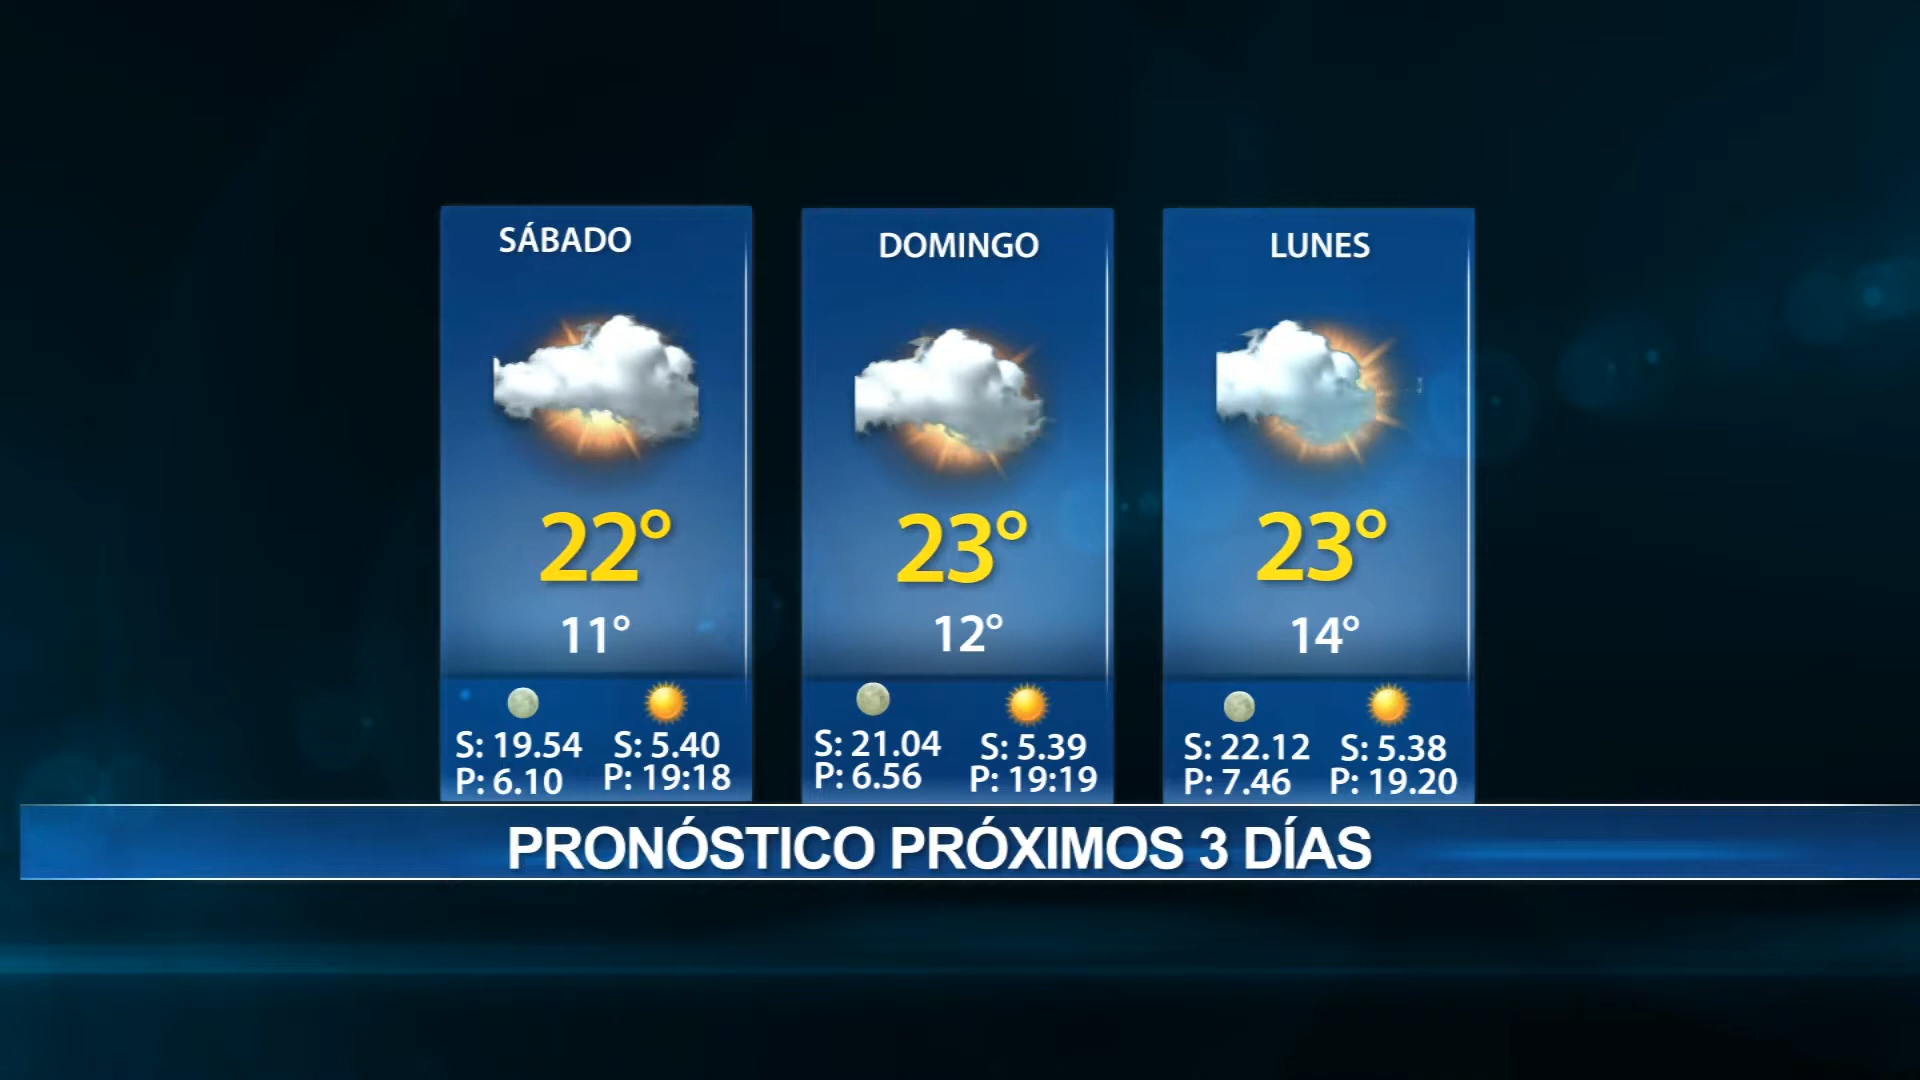 SÁBADO
22°
11°
S: 19.54 S: 5.40
P: 6.10 P: 19:18
DOMINGO
23°
12°
S: 21.04 S: 5.39
P: 6.56 P: 19:19
LUNES
23°
14°
S: 22.12 S: 5.38
P: 7.46 P: 19.20
PRONÓSTICO PRÓXIMOS 3 DÍAS